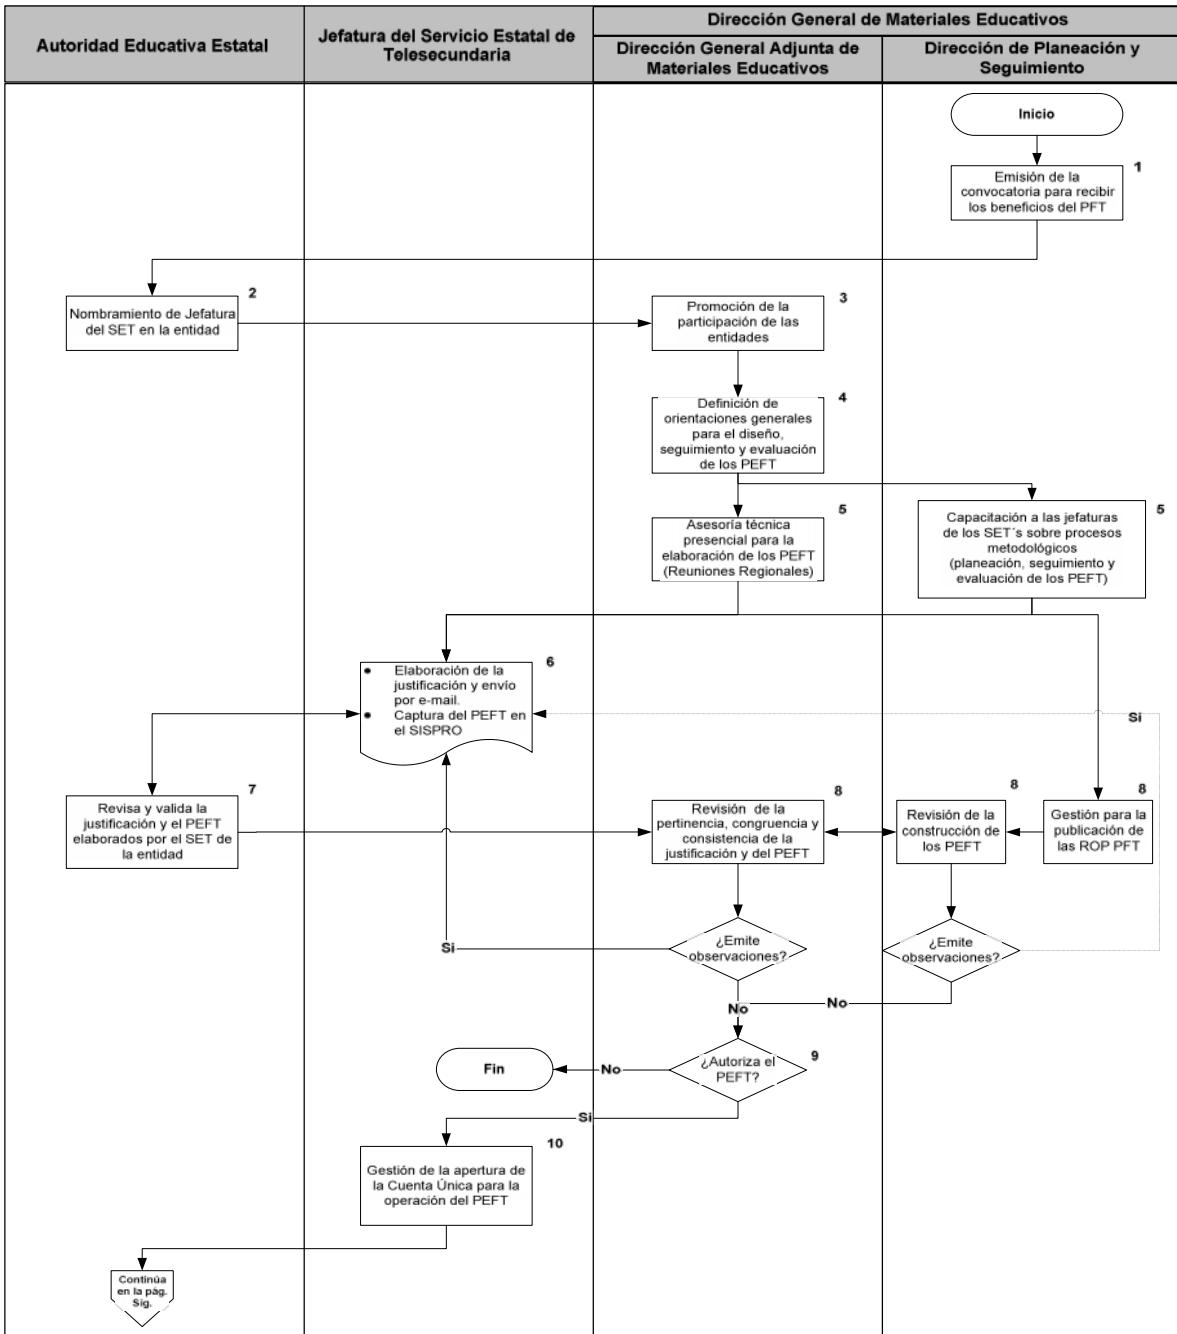 Dirección General de Materiales Educativos
Autoridad Educativa Estatal
Jefatura del Servicio Estatal de
Telesecundaria
Dirección General Adjunta de
Materiales Educativos
Dirección de Planeación y
Seguimiento
Inicio
1
Emisión de la
convocatoria para recibir
los beneficios del PFT
2
Nombramiento de Jefatura
del SET en la entidad
3
Promoción de la
participación de las
entidades
4
Definición de
orientaciones generales
para el diseño,
seguimiento y evaluación
de los PEFT
5
Asesoría técnica
presencial para la
elaboración de los PEFT
(Reuniones Regionales)
5
Capacitación a las jefaturas
de los SET´s sobre procesos
metodológicos
(planeación, seguimiento y
evaluación de los PEFT)
6
• Elaboración de la
justificación y envío
por e-mail.
• Captura del PEFT en
el SISPRO
Si
7
Revisa y valida la
justificación y el PEFT
elaborados por el SET de
la entidad
8
Revisión de la
pertinencia, congruencia y
consistencia de la
justificación y del PEFT
8
Revisión de la
construcción de
los PEFT
8
Gestión para la
publicación de
las ROP PFT
Si
¿Emite
observaciones?
¿Emite
observaciones?
No
No
9
¿Autoriza el
PEFT?
No
Fin
Si
10
Gestión de la apertura de
la Cuenta Única para la
operación del PEFT
Continúa
en la pág.
Sig.